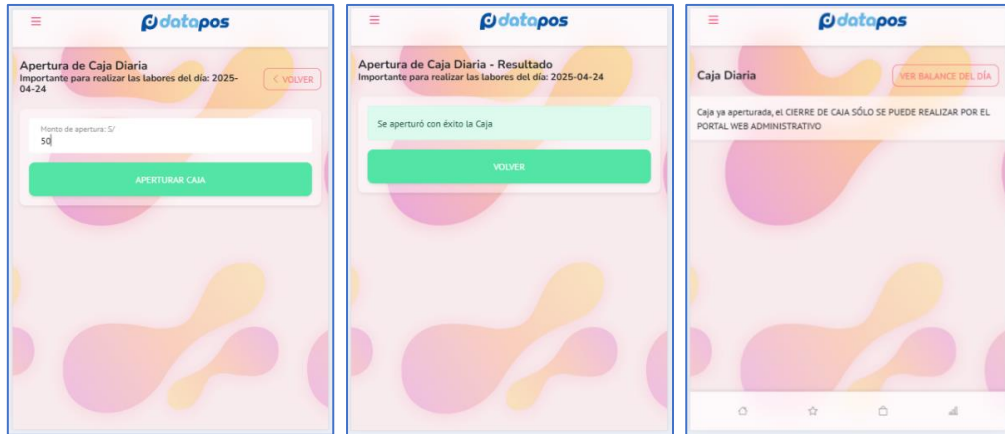 datapos
Apertura de Caja Diaria
Importante para realizar las labores del día: 2025-
04-24
< VOLVER
Monto de apertura: S/
50
APERTURAR CAJA
datapos
Apertura de Caja Diaria - Resultado
Importante para realizar las labores del día: 2025-04-24
Se aperturó con éxito la Caja
VOLVER
datapos
Caja Diaria
VER BALANCE DEL DÍA
Caja ya aperturada, el CIERRE DE CAJA SÓLO SE PUEDE REALIZAR POR EL
PORTAL WEB ADMINISTRATIVO